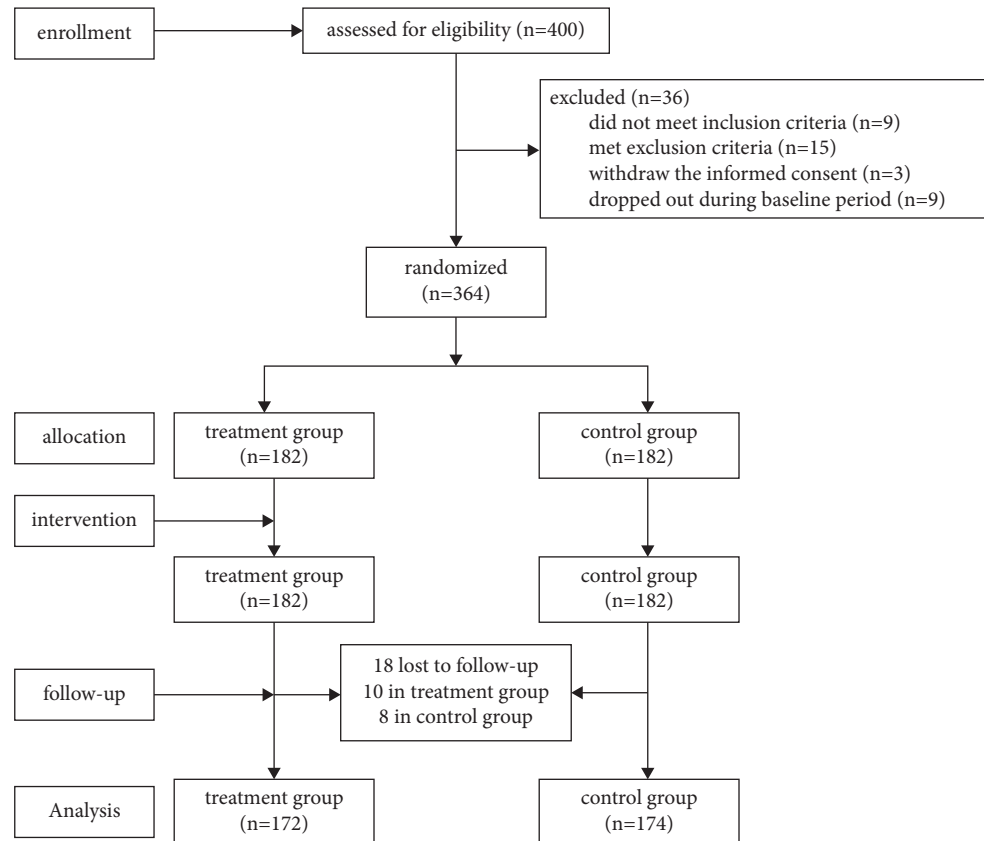 enrollment
assessed for eligibility (n=400)
excluded (n=36)
did not meet inclusion criteria (n=9)
met exclusion criteria (n=15)
withdraw the informed consent (n=3)
dropped out during baseline period (n=9)
randomized
(n=364)
allocation
treatment group
(n=182)
control group
(n=182)
intervention
treatment group
(n=182)
control group
(n=182)
follow-up
18 lost to follow-up
10 in treatment group
8 in control group
Analysis
treatment group
(n=172)
control group
(n=174)